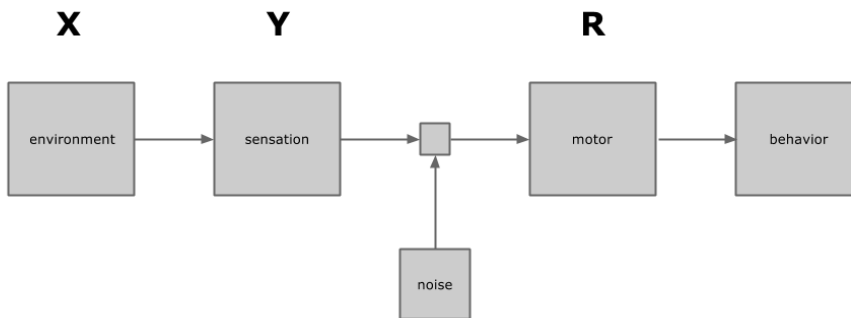 X
Y
R
environment
sensation
motor
behavior
noise